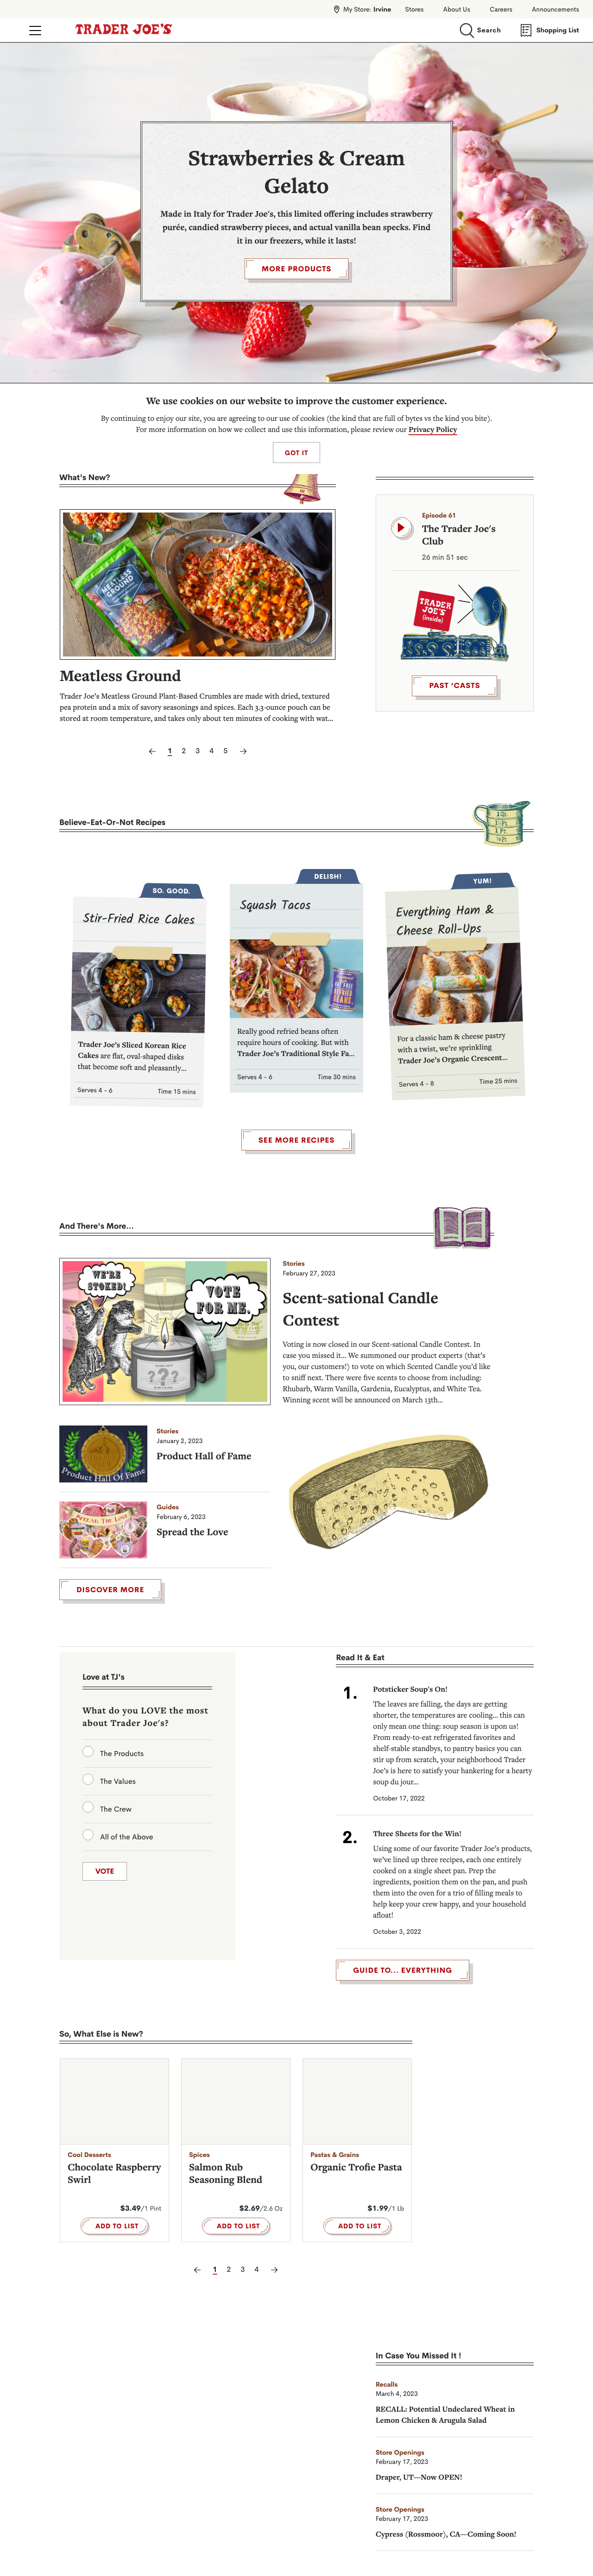 My Store: Irvine
Stores
About Us
Careers
Announcements
TRADER JOE'S
Search
Shopping List
Strawberries & Cream
Gelato
Made in Italy for Trader Joe's, this limited offering includes strawberry
purée, candied strawberry pieces, and actual vanilla bean specks. Find
it in our freezers, while it lasts!
MORE PRODUCTS
We use cookies on our website to improve the customer experience.
By continuing to enjoy our site, you are agreeing to our use of cookies (the kind that are full of bytes vs the kind you bite).
For more information on how we collect and use this information, please review our Privacy Policy
GOT IT
What's New?
MEATLESS
GROUND
Meatless Ground
Trader Joe's Meatless Ground Plant-Based Crumbles are made with dried, textured
pea protein and a mix of savory seasonings and spices. Each 3.3-ounce pouch can be
stored at room temperature, and takes only about ten minutes of cooking with wat...
1 2 3 4 5
Episode 61
The Trader Joe's
Club
26 min 51 sec
TRADER
JOE'S
(inside)
PAST 'CASTS
Believe-Eat-Or-Not Recipes
1 Qt.
1 Pt.
SO. GOOD.
Stir-Fried Rice Cakes
Trader Joe's Sliced Korean Rice
Cakes are flat, oval-shaped disks
that become soft and pleasantly...
Serves 4 - 6
Time 15 mins
DELISH!
Squash Tacos
FAT FREE
REFRIED
BEANS
Really good refried beans often
require hours of cooking. But with
Trader Joe's Traditional Style Fa...
Serves 4 - 6
Time 30 mins
YUM!
Everything Ham &
Cheese Roll-Ups
For a classic ham & cheese pastry
with a twist, we're sprinkling
Trader Joe's Organic Crescent...
Serves 4 - 8
Time 25 mins
SEE MORE RECIPES
And There's More...
WE'RE
STOKED!
VOTE
FOR ME.
???
Stories
February 27, 2023
Scent-sational Candle
Contest
Voting is now closed in our Scent-sational Candle Contest. In
case you missed it... We summoned our product experts (that's
you, our customers!) to vote on which Scented Candle you'd like
to sniff next. There were five scents to choose from including:
Rhubarb, Warm Vanilla, Gardenia, Eucalyptus, and White Tea.
Winning scent will be announced on March 13th...
Product Hall Of Fame
Stories
January 2, 2023
Product Hall of Fame
SPREAD THE LOVE
Guides
February 6, 2023
Spread the Love
DISCOVER MORE
Love at TJ's
What do you LOVE the most
about Trader Joe's?
The Products
The Values
The Crew
All of the Above
VOTE
Read It & Eat
1.
Potsticker Soup's On!
The leaves are falling, the days are getting
shorter, the temperatures are cooling... this can
only mean one thing: soup season is upon us!
From ready-to-eat refrigerated favorites and
shelf-stable standbys, to pantry basics you can
stir up from scratch, your neighborhood Trader
Joe's is here to satisfy your hankering for a hearty
soup du jour...
October 17, 2022
2.
Three Sheets for the Win!
Using some of our favorite Trader Joe's products,
we've lined up three recipes, each one entirely
cooked on a single sheet pan. Prep the
ingredients, position them on the pan, and push
them into the oven for a trio of filling meals to
help keep your crew happy, and your household
afloat!
October 3, 2022
GUIDE TO... EVERYTHING
So, What Else is New?
Cool Desserts
Chocolate Raspberry
Swirl
$3.49/1 Pint
ADD TO LIST
Spices
Salmon Rub
Seasoning Blend
$2.69/2.6 Oz
ADD TO LIST
Pastas & Grains
Organic Trofie Pasta
$1.99/1 Lb
ADD TO LIST
1 2 3 4
In Case You Missed It !
Recalls
March 4, 2023
RECALL: Potential Undeclared Wheat in
Lemon Chicken & Arugula Salad
Store Openings
February 17, 2023
Draper, UT—Now OPEN!
Store Openings
February 17, 2023
Cypress (Rossmoor), CA—Coming Soon!